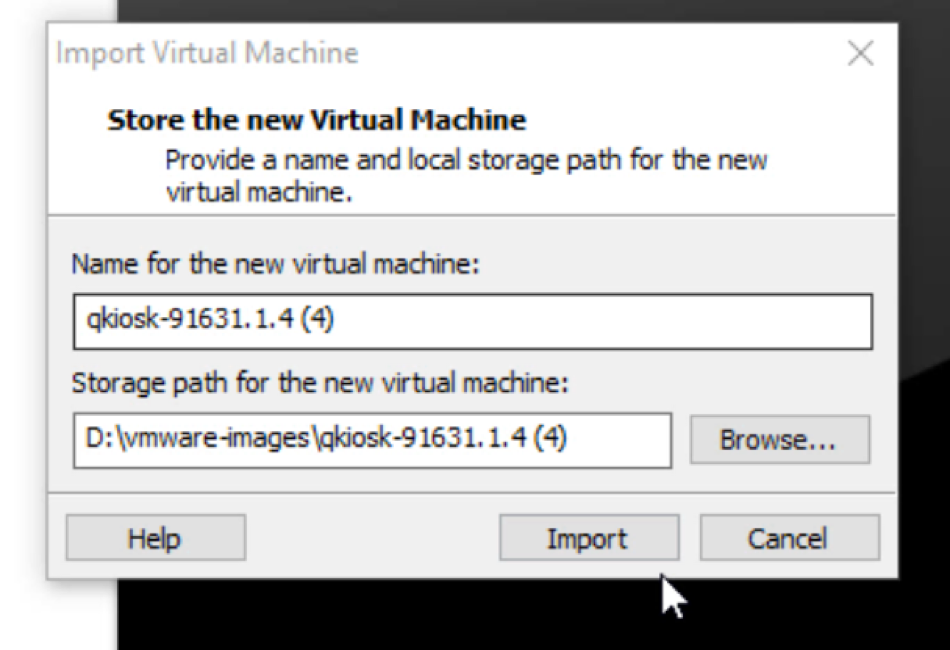 Import Virtual Machine
Store the new Virtual Machine
Provide a name and local storage path for the new
virtual machine.
Name for the new virtual machine:
qkiosk-91631.1.4 (4)
Storage path for the new virtual machine:
D:\vmware-images\qkiosk-91631.1.4 (4)
Browse...
Help
Import
Cancel